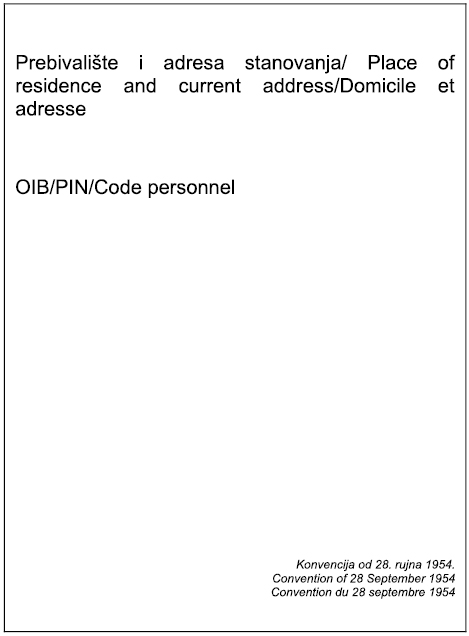 Prebivalište i adresa stanovanja/ Place of
residence and current address/Domicile et
adresse
OIB/PIN/Code personnel
Konvencija od 28. rujna 1954.
Convention of 28 September 1954
Convention du 28 septembre 1954